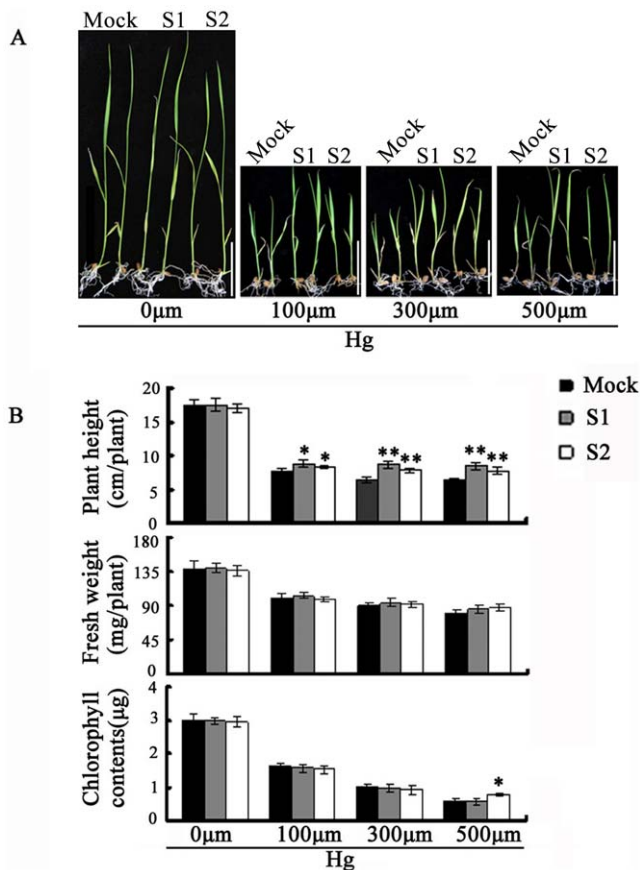 A
Mock S1 S2
Mock S1 S2
Mock S1 S2
Mock S1 S2
0μm 100μm 300μm 500μm
Hg
B
Mock
S1
S2
Plant height
(cm/plant)
20
15
10
5
0
* * ** ** ** **
Fresh weight
(mg/plant)
180
135
90
45
0
Chlorophyll
contents(μg)
4
3
2
1
0
*
0μm 100μm 300μm 500μm
Hg